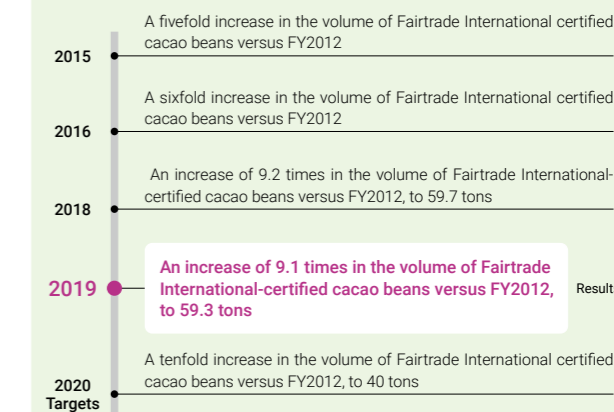 A fivefold increase in the volume of Fairtrade International certified
cacao beans versus FY2012
2015
A sixfold increase in the volume of Fairtrade International certified
cacao beans versus FY2012
2016
An increase of 9.2 times in the volume of Fairtrade International-
certified cacao beans versus FY2012, to 59.7 tons
2018
2019
An increase of 9.1 times in the volume of Fairtrade
International-certified cacao beans versus FY2012,
to 59.3 tons
Result
A tenfold increase in the volume of Fairtrade International certified
cacao beans versus FY2012, to 40 tons
2020
Targets